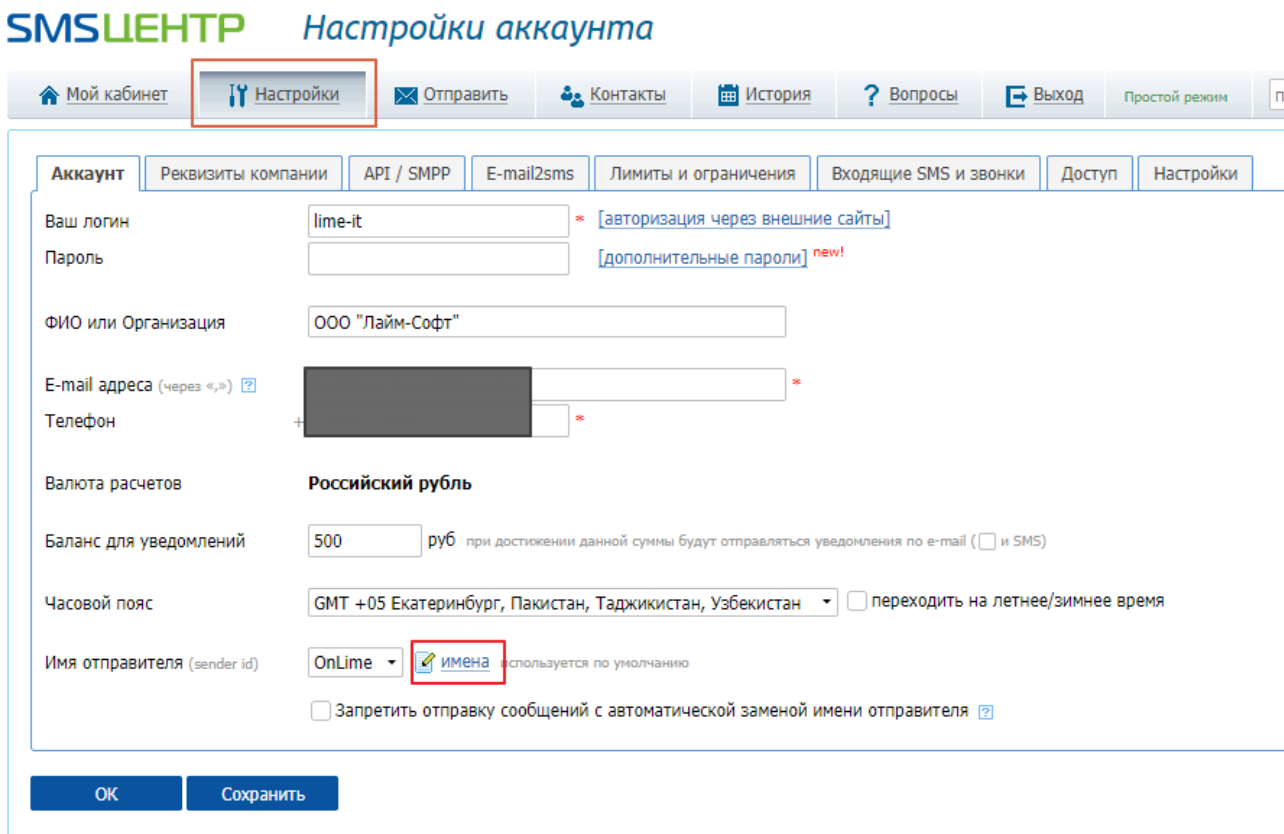 SMSЦЕНТР Настройки аккаунта
Мой кабинет Настройки Отправить Контакты История Вопросы Выход Простой режим
Аккаунт Реквизиты компании API / SMPP E-mail2sms Лимиты и ограничения Входящие SMS и звонки Доступ Настройки
Ваш логин lime-it * [авторизация через внешние сайты]
Пароль [дополнительные пароли] new!
ФИО или Организация ООО "Лайм-Софт"
E-mail адреса (через «,») ? *
Телефон + *
Валюта расчетов Российский рубль
Баланс для уведомлений 500 руб при достижении данной суммы будут отправляться уведомления по e-mail ( и SMS)
Часовой пояс GMT +05 Екатеринбург, Пакистан, Таджикистан, Узбекистан переходить на летнее/зимнее время
Имя отправителя (sender id) OnLime имена используется по умолчанию
Запретить отправку сообщений с автоматической заменой имени отправителя ?
OK Сохранить